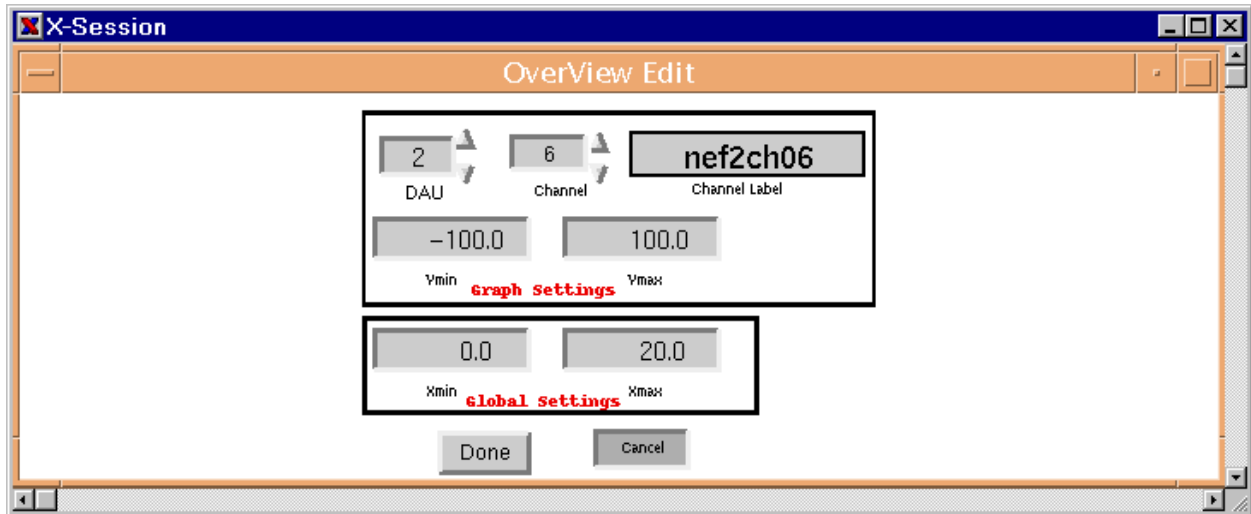 X-Session
OverView Edit
2 6 nef2ch06
DAU Channel Channel Label
-100.0 100.0
Ymin Graph Settings Ymax
0.0 20.0
Xmin Global Settings Xmax
Done Cancel